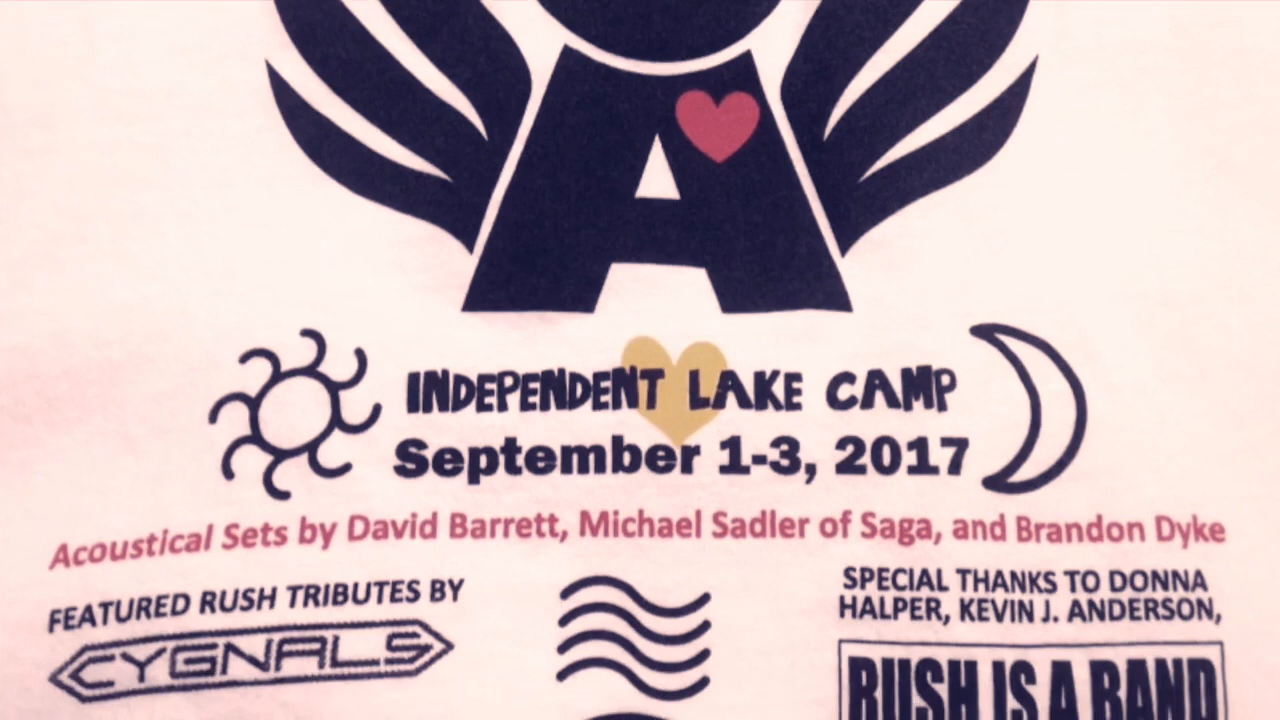 A
INDEPENDENT LAKE CAMP
September 1-3, 2017
Acoustical Sets by David Barrett, Michael Sadler of Saga, and Brandon Dyke
FEATURED RUSH TRIBUTES BY
CYGNALS
SPECIAL THANKS TO DONNA
HALPER, KEVIN J. ANDERSON,
RUSH IS A BAND